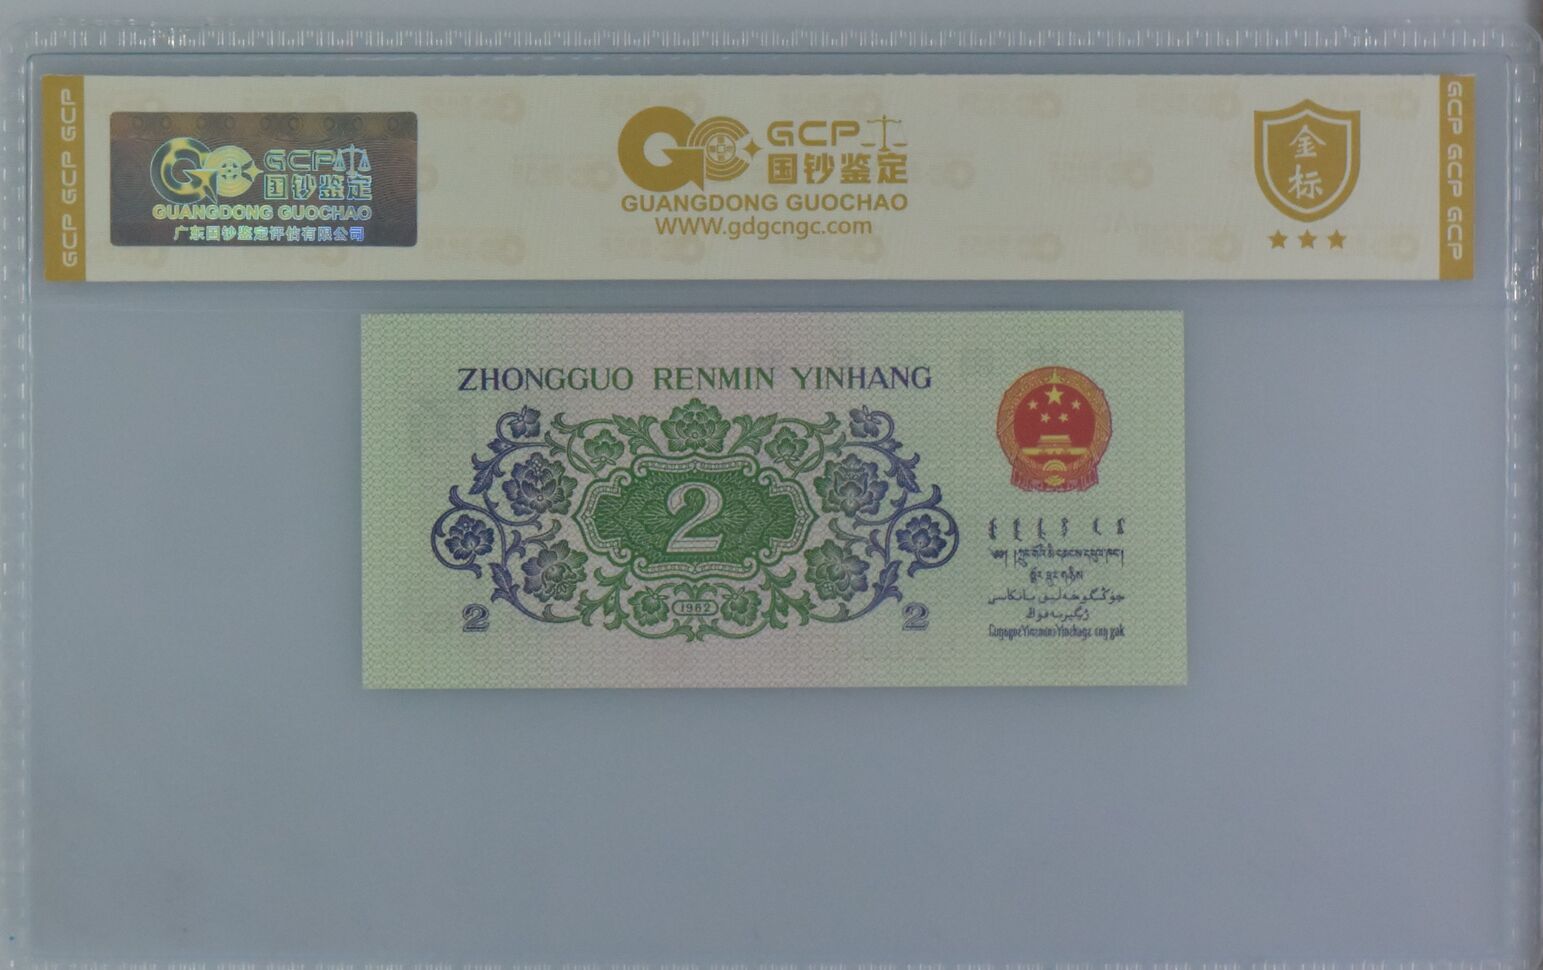 GCP GCP GCP
GCP
国钞鉴定
GUANGDONG GUOCHAO
广东国钞鉴定评估有限公司
GCP
国钞鉴定
GUANGDONG GUOCHAO
WWW.gdgcngc.com
金
标
GCP GCP GCP
ZHONGGUO RENMIN YINHANG
2
1962
2
2